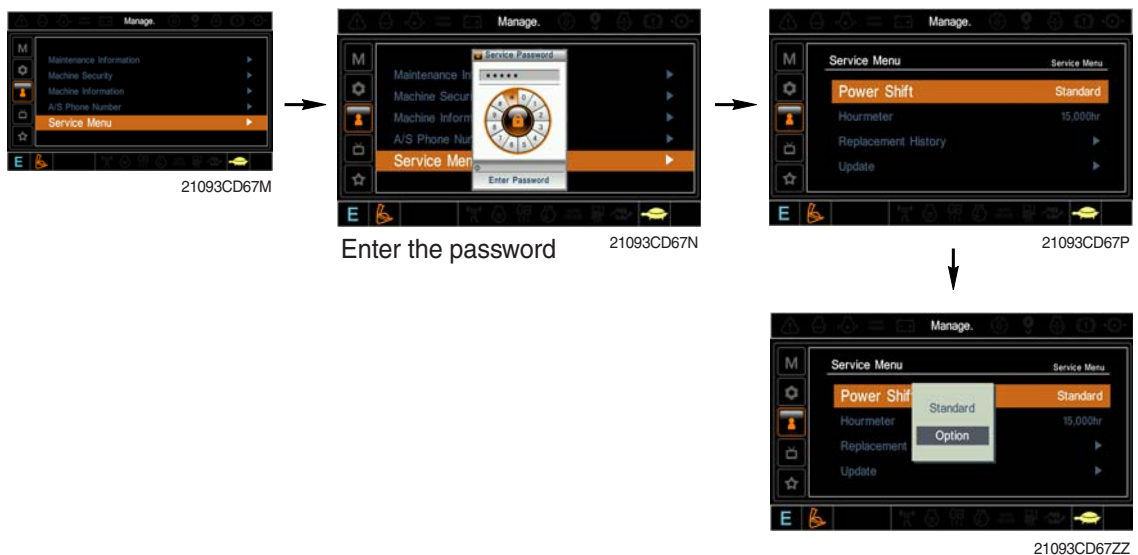 Manage.
M
Maintenance Information
Machine Security
Machine Information
A/S Phone Number
Service Menu
E
21093CD67M
Manage.
M
Service Password
*****
Maintenance In
Machine Secur
Machine Inform
A/S Phone Nur
Service Men
Enter Password
E
Enter the password
21093CD67N
Manage.
M
Service Menu Service Menu
Power Shift Standard
Hourmeter 15,000hr
Replacement History
Update
E
21093CD67P
Manage.
M
Service Menu Service Menu
Power Shif Standard
Standard
Hourmeter 15,000hr
Option
Replacement
Update
E
21093CD67ZZ